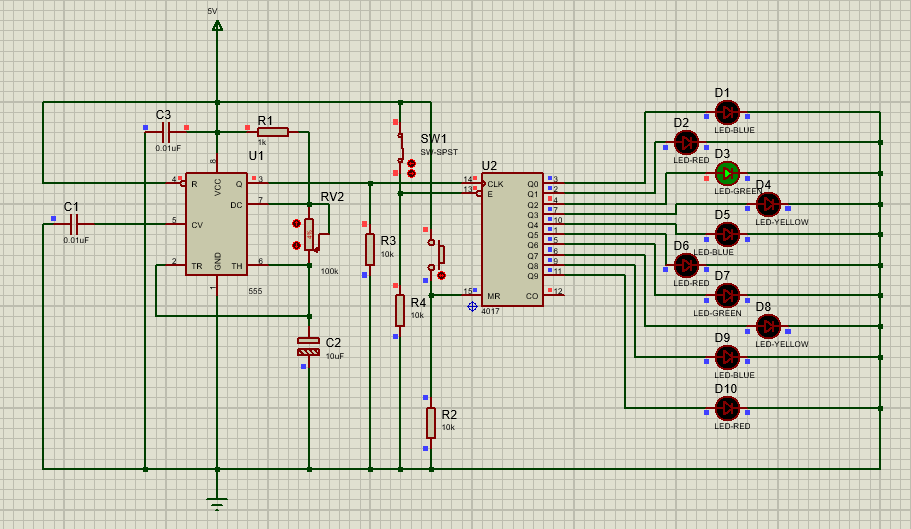 5V
C3
0.01uF
R1
1k
U1
C1
0.01uF
4
R
5
CV
2
TR
8
VCC
GND
1
Q
3
DC
7
TH
6
555
RV2
100k
C2
10uF
R3
10k
R4
10k
SW1
SW-SPST
R2
10k
U2
14
CLK
13
E
15
MR
4017
Q0
3
Q1
2
Q2
4
Q3
7
Q4
10
Q5
1
Q6
5
Q7
6
Q8
9
Q9
11
CO
12
D1
LED-BLUE
D2
LED-RED
D3
LED-GREEN
D4
LED-YELLOW
D5
LED-BLUE
D6
LED-RED
D7
LED-GREEN
D8
LED-YELLOW
D9
LED-BLUE
D10
LED-RED